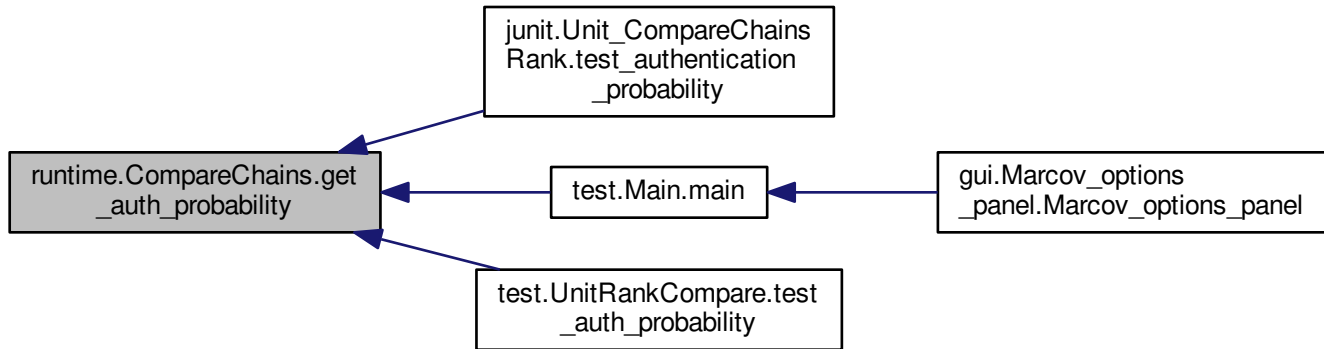 junit.Unit_CompareChains
Rank.test_authentication
_probability
runtime.CompareChains.get
_auth_probability
test.Main.main
gui.Marcov_options
_panel.Marcov_options_panel
test.UnitRankCompare.test
_auth_probability